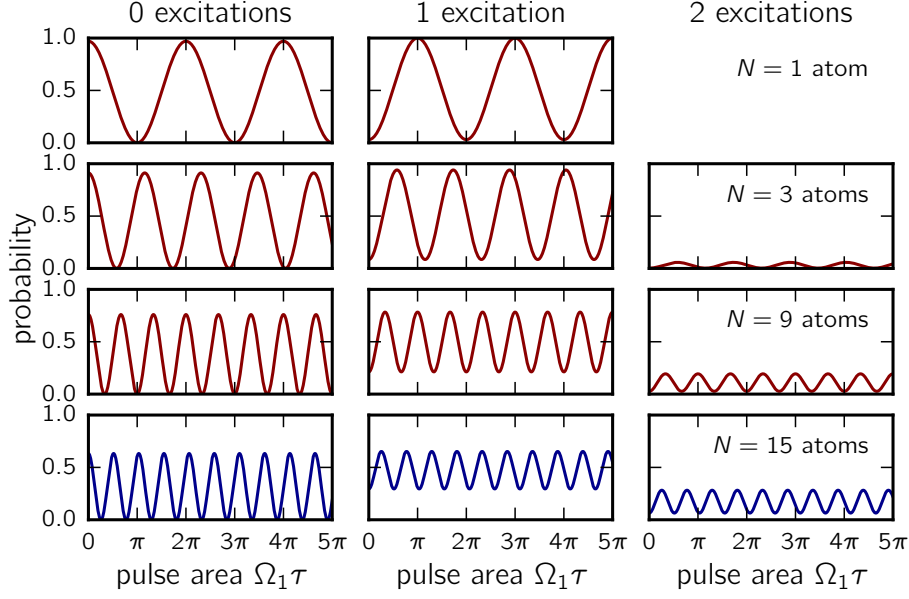 0 excitations
1 excitation
2 excitations
1.0
0.5
0.0
N = 1 atom
1.0
0.5
0.0
N = 3 atoms
probability
1.0
0.5
0.0
N = 9 atoms
1.0
0.5
0.0
N = 15 atoms
0 π 2π 3π 4π 5π
0 π 2π 3π 4π 5π
0 π 2π 3π 4π 5π
pulse area Ω₁τ
pulse area Ω₁τ
pulse area Ω₁τ